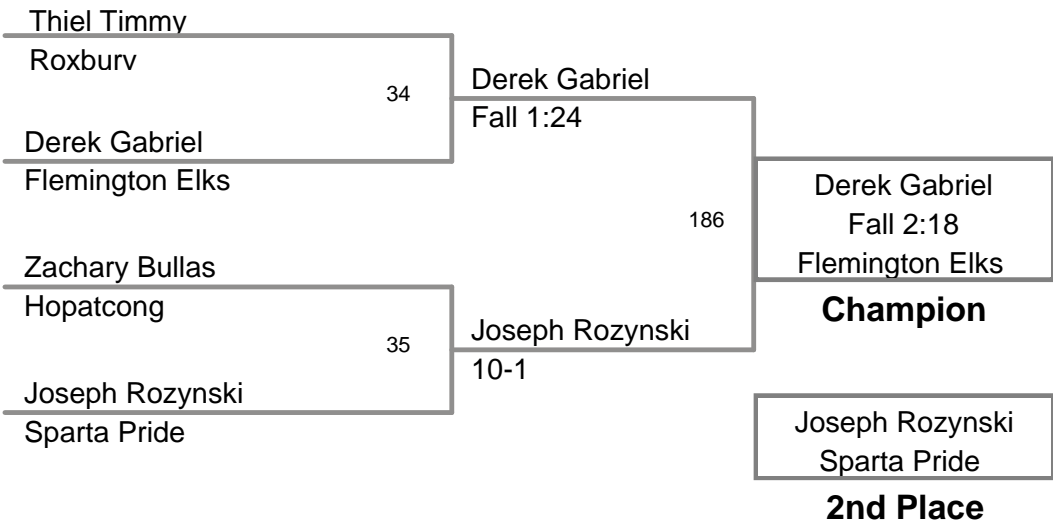 Thiel Timmy
Roxbury
34
Derek Gabriel
Fall 1:24
Derek Gabriel
Flemington Elks
186
Derek Gabriel
Fall 2:18
Flemington Elks
Champion
Zachary Bullas
Hopatcong
35
Joseph Rozynski
10-1
Joseph Rozynski
Sparta Pride
Joseph Rozynski
Sparta Pride
2nd Place